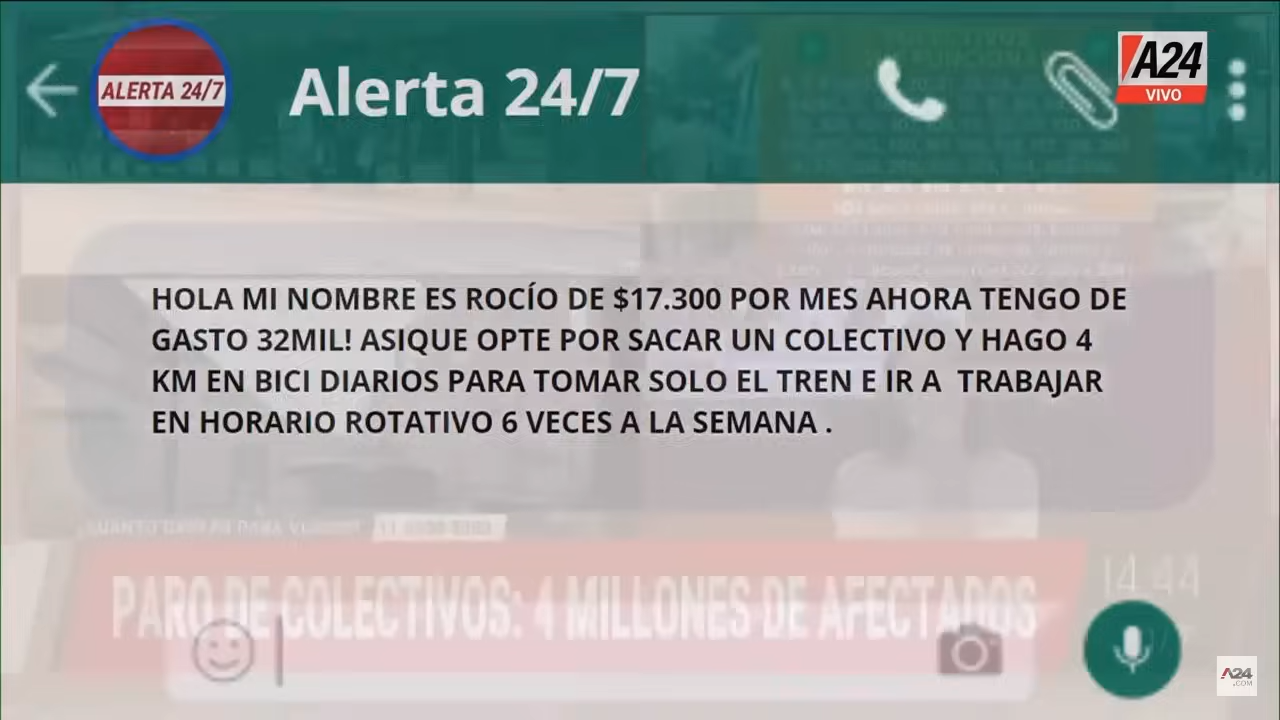 ALERTA 24/7
Alerta 24/7
A24
VIVO
HOLA MI NOMBRE ES ROCÍO DE $17.300 POR MES AHORA TENGO DE
GASTO 32MIL! ASIQUE OPTE POR SACAR UN COLECTIVO Y HAGO 4
KM EN BICI DIARIOS PARA TOMAR SOLO EL TREN E IR A TRABAJAR
EN HORARIO ROTATIVO 6 VECES A LA SEMANA .
PARO DE COLECTIVOS: 4 MILLONES DE AFECTADOS
14:44
A24
.COM